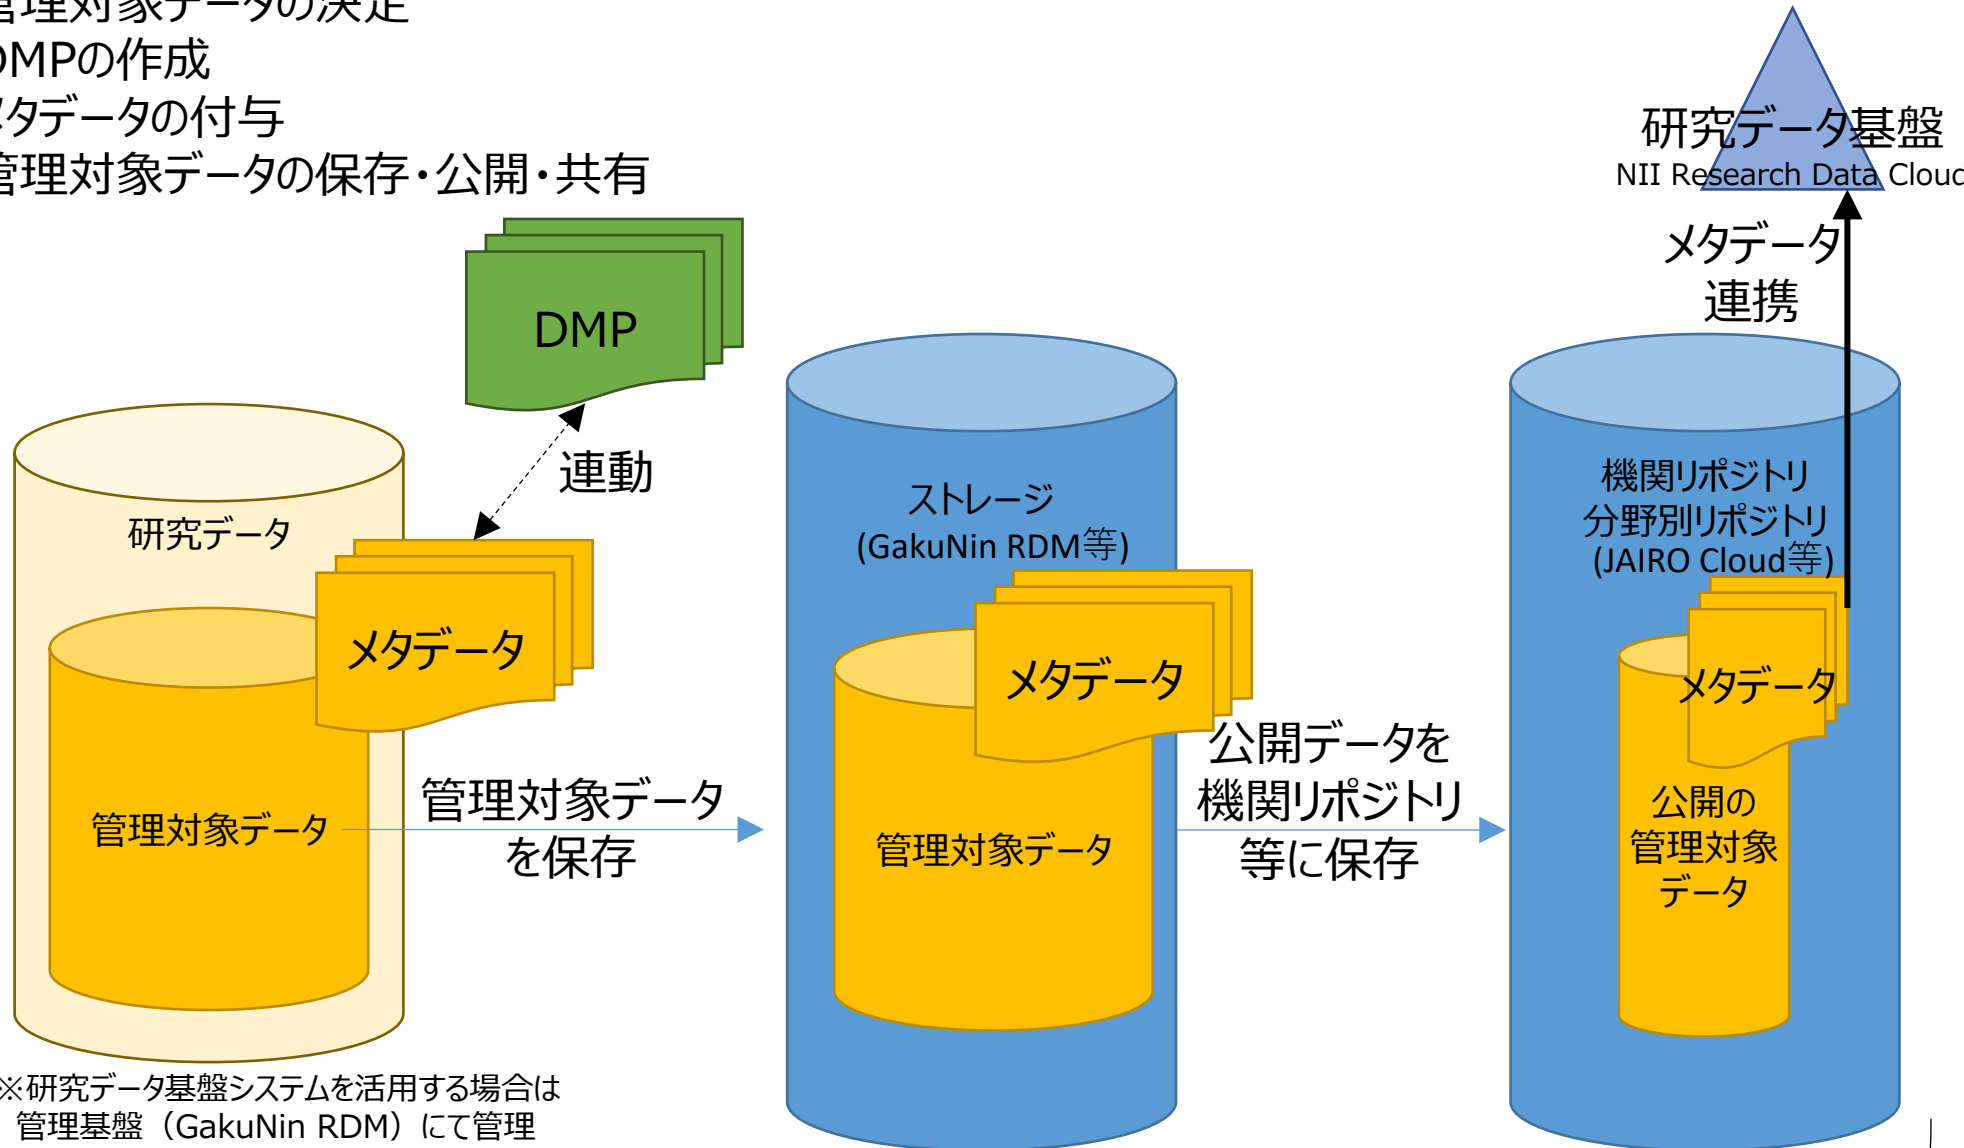 管理対象データの決定
DMPの作成
メタデータの付与
管理対象データの保存・公開・共有
研究データ基盤
NII Research Data Cloud
メタデータ
連携
DMP
連動
研究データ
メタデータ
管理対象データ
管理対象データ
を保存
ストレージ
(GakuNin RDM等)
メタデータ
管理対象データ
公開データを
機関リポジトリ
等に保存
機関リポジトリ
分野別リポジトリ
(JAIRO Cloud等)
メタデータ
公開の
管理対象
データ
※研究データ基盤システムを活用する場合は
管理基盤（GakuNin RDM）にて管理